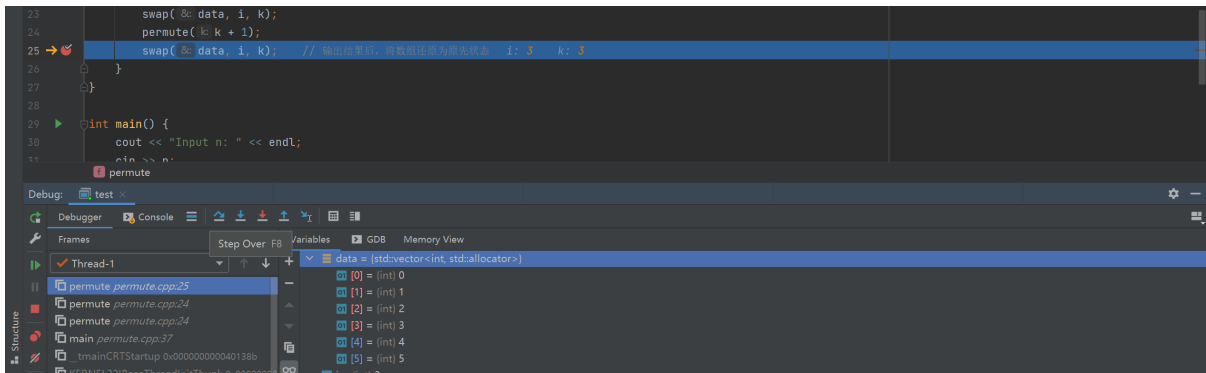 23 swap( &: data, i, k);
24 permute( k: k + 1);
25 swap( &: data, i, k); // 输出结果后，将数组还原为原先状态 i: 3 k: 3
26 }
27 }
28
29 int main() {
30 cout << "Input n: " << endl;
31 cin >> n;
permute
Debug: test
Debugger Console
Step Over F8
Frames Variables GDB Memory View
Thread-1
data = {std::vector<int, std::allocator>}
[0] = (int) 0
permute permute.cpp:25
[1] = (int) 1
permute permute.cpp:24
[2] = (int) 2
permute permute.cpp:24
[3] = (int) 3
main permute.cpp:37
[4] = (int) 4
__tmainCRTStartup 0x000000000040138b
[5] = (int) 5
Structure